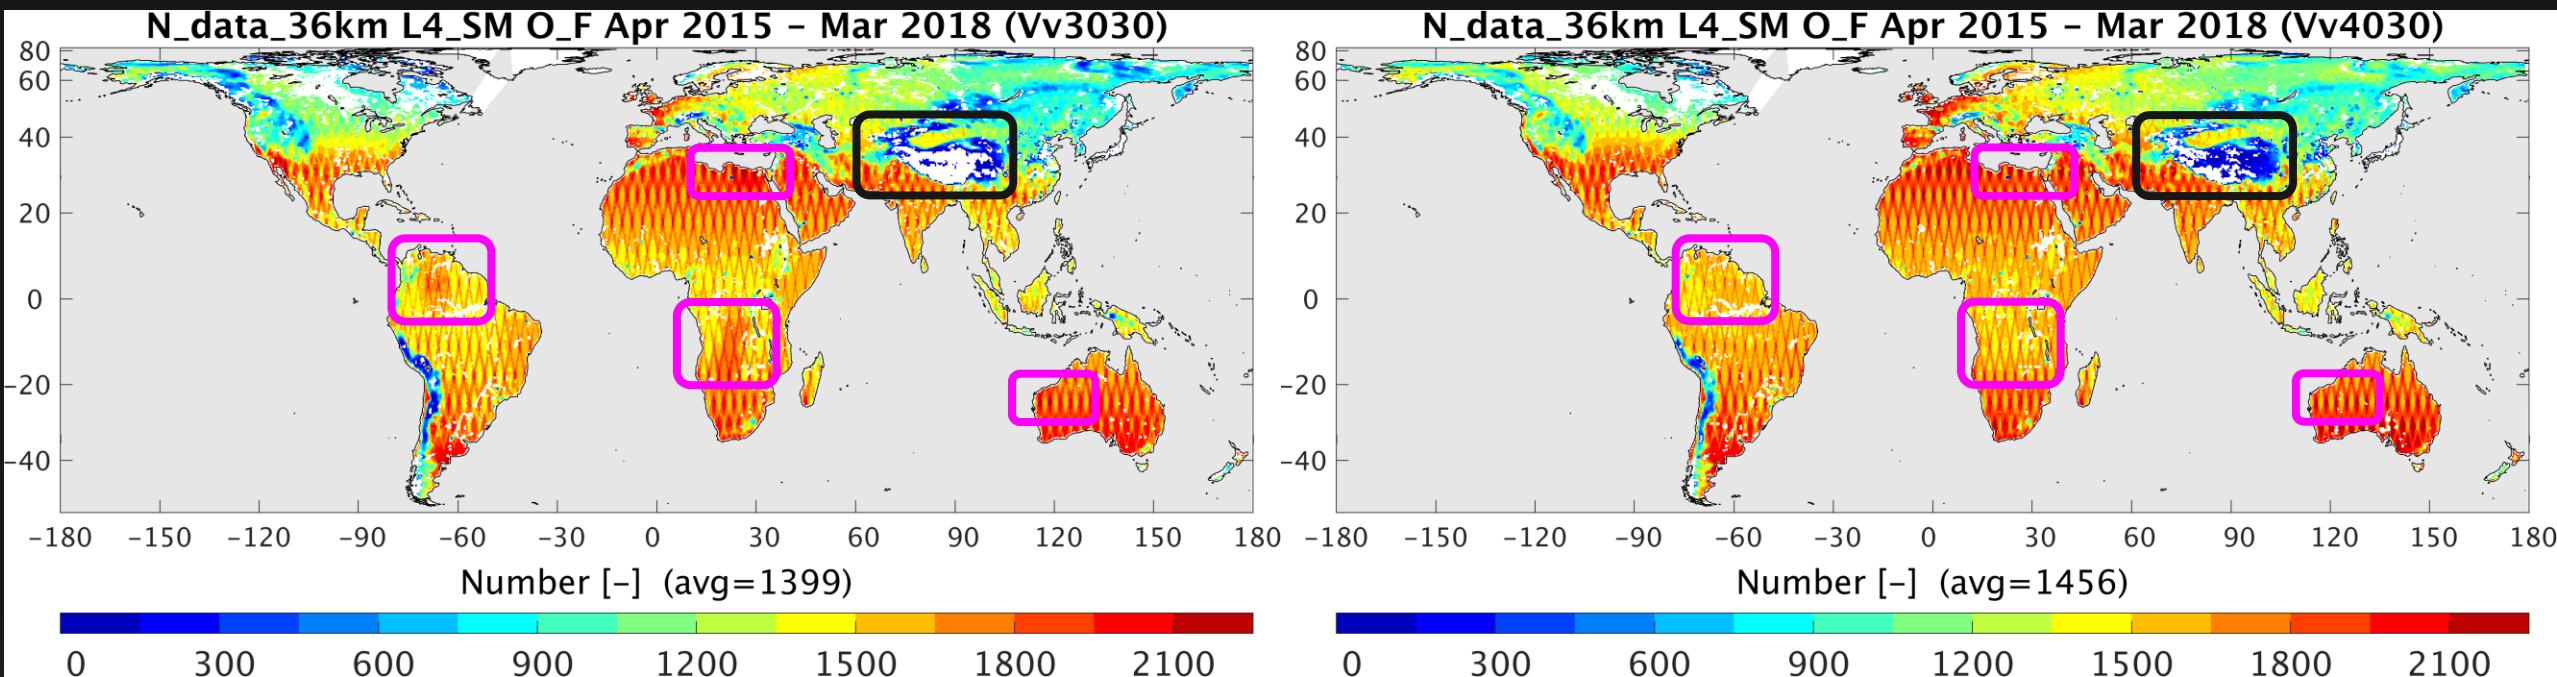 N_data_36km L4_SM O_F Apr 2015 – Mar 2018 (Vv3030)
80
60
40
20
0
−20
−40
−180 −150 −120 −90 −60 −30 0 30 60 90 120 150 180
Number [–] (avg=1399)
0 300 600 900 1200 1500 1800 2100
N_data_36km L4_SM O_F Apr 2015 – Mar 2018 (Vv4030)
80
60
40
20
0
−20
−40
−180 −150 −120 −90 −60 −30 0 30 60 90 120 150 180
Number [–] (avg=1456)
0 300 600 900 1200 1500 1800 2100